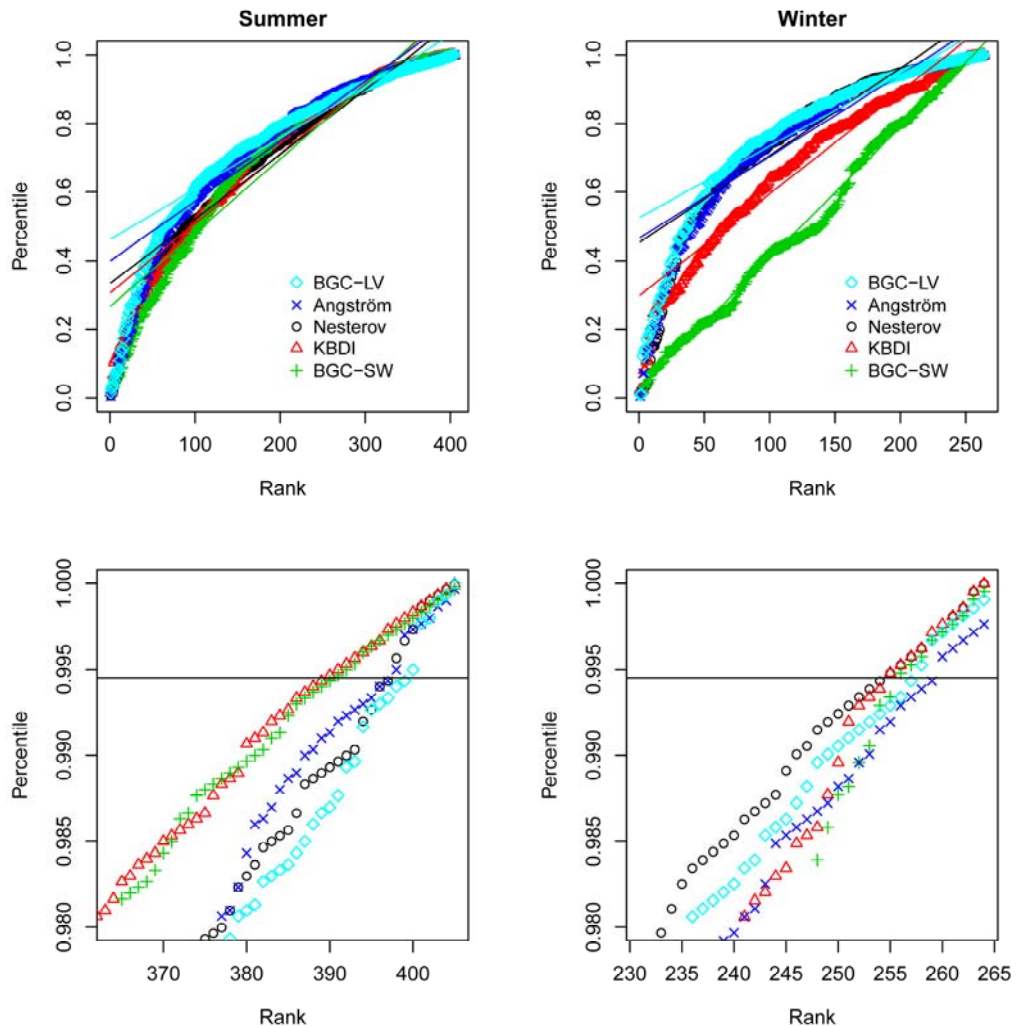 Summer
Percentile
1.0
0.8
0.6
0.4
0.2
0.0
BGC−LV
Angström
Nesterov
KBDI
BGC−SW
0 100 200 300 400
Rank
Winter
Percentile
1.0
0.8
0.6
0.4
0.2
0.0
BGC−LV
Angström
Nesterov
KBDI
BGC−SW
0 50 100 150 200 250
Rank
Percentile
1.000
0.995
0.990
0.985
0.980
370 380 390 400
Rank
Percentile
1.000
0.995
0.990
0.985
0.980
230 235 240 245 250 255 260 265
Rank